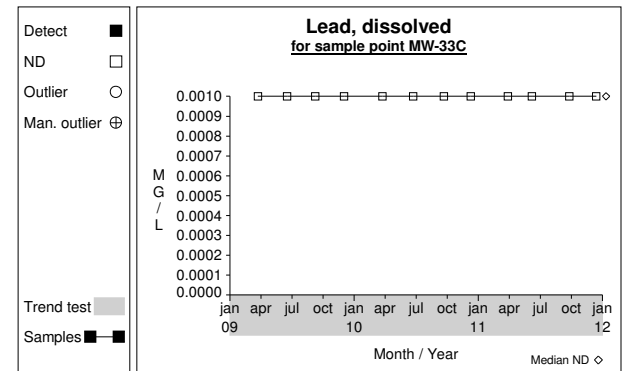 Detect
ND
Outlier
Man. outlier
Trend test
Samples
Lead, dissolved
for sample point MW-33C
0.0010
0.0009
0.0008
0.0007
0.0006
0.0005
0.0004
0.0003
0.0002
0.0001
0.0000
M
G
/
L
jan apr jul oct jan apr jul oct jan apr jul oct jan
09 10 11 12
Month / Year
Median ND